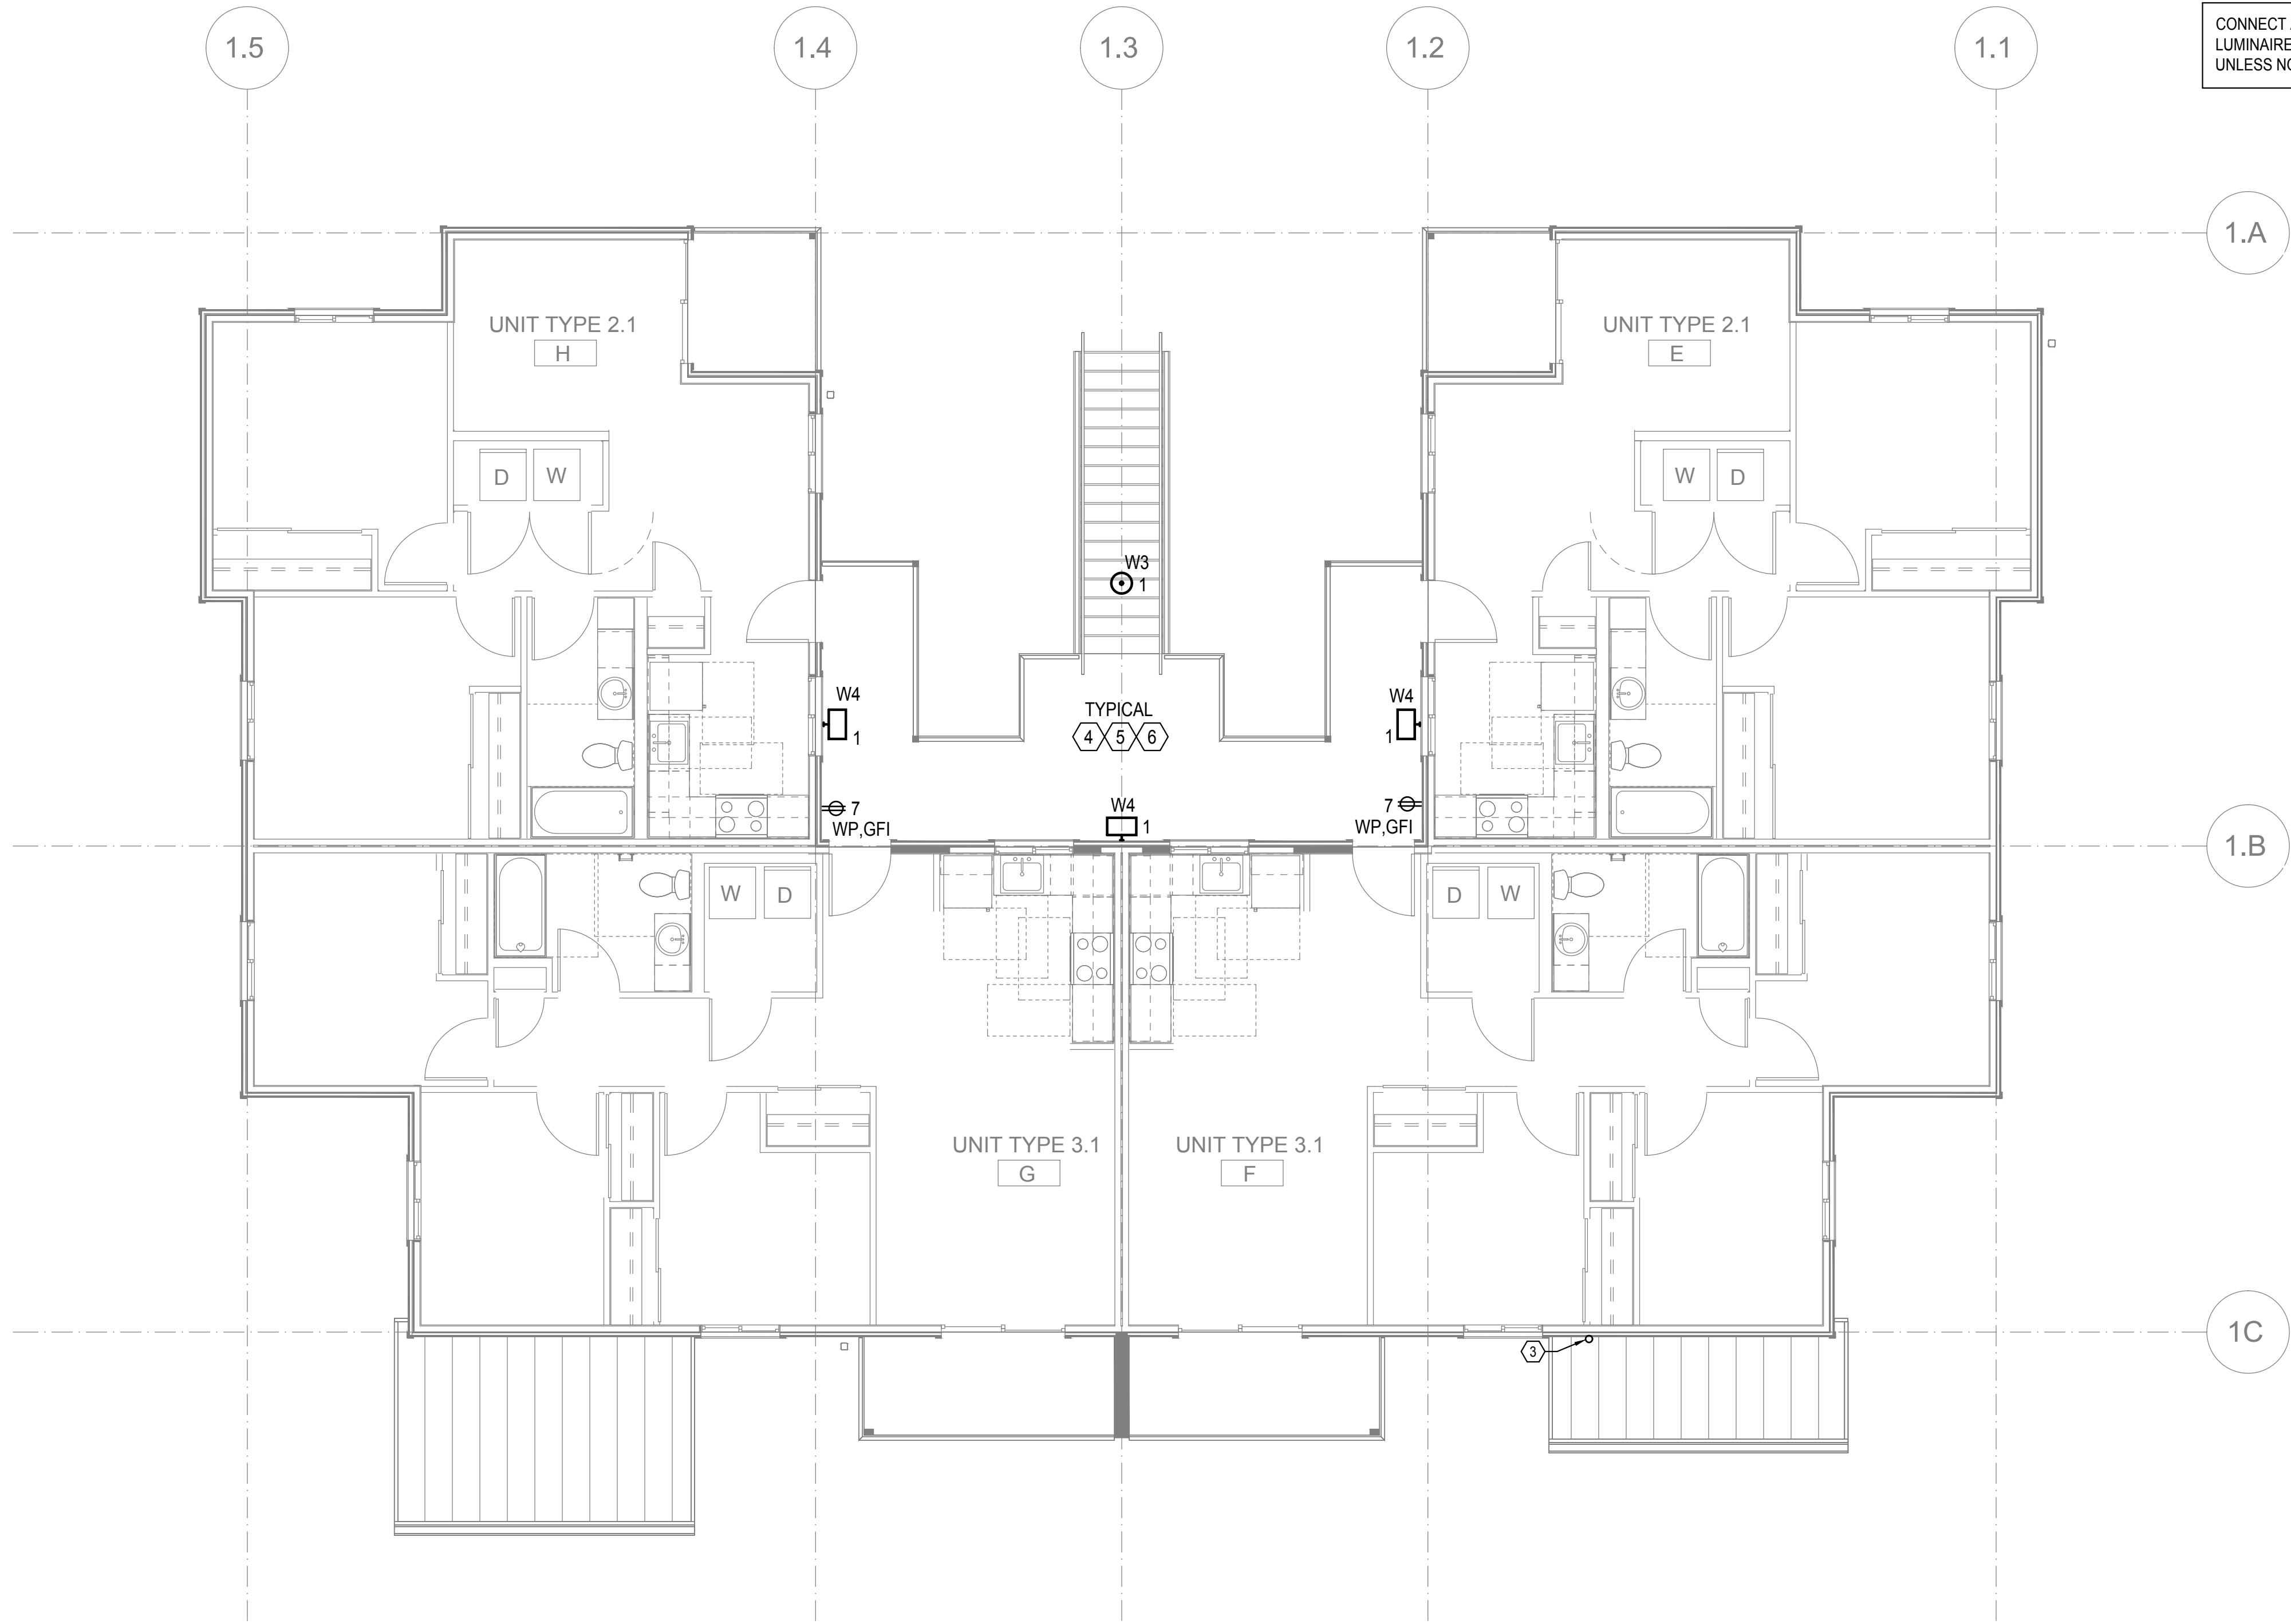 1.5
1.4
1.3
1.2
1.1
CONNECT
LUMINAIRE
UNLESS
1.A
UNIT TYPE 2.1
H
UNIT TYPE 2.1
E
D W
W D
W3
1
W4
1
TYPICAL
4 5 6
W4
1
7
WP,GFI
W4
1
7
WP,GFI
1.B
W D
D W
UNIT TYPE 3.1
G
UNIT TYPE 3.1
F
3
1C